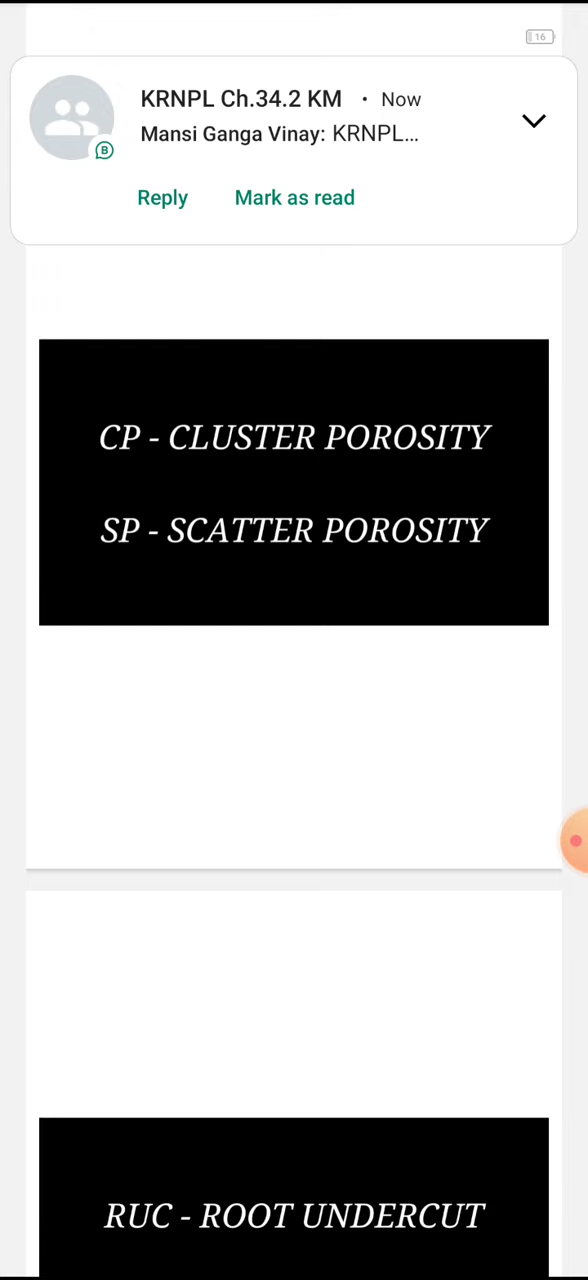 16
KRNPL Ch.34.2 KM • Now
Mansi Ganga Vinay: KRNPL...
Reply Mark as read
CP - CLUSTER POROSITY
SP - SCATTER POROSITY
RUC - ROOT UNDERCUT